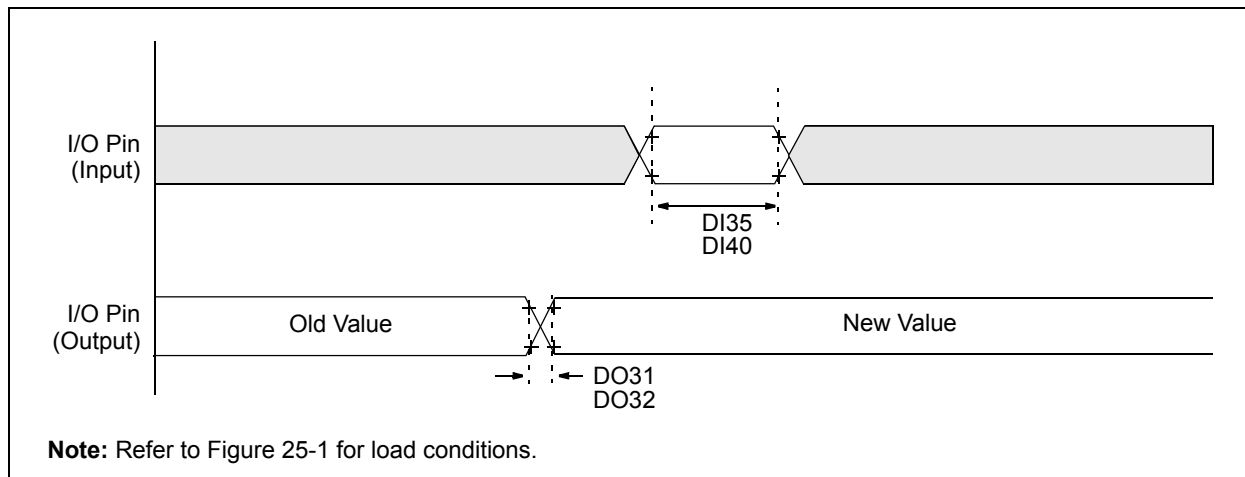 I/O Pin
(Input)
DI35
DI40
I/O Pin
(Output)
Old Value
New Value
DO31
DO32
Note: Refer to Figure 25-1 for load conditions.